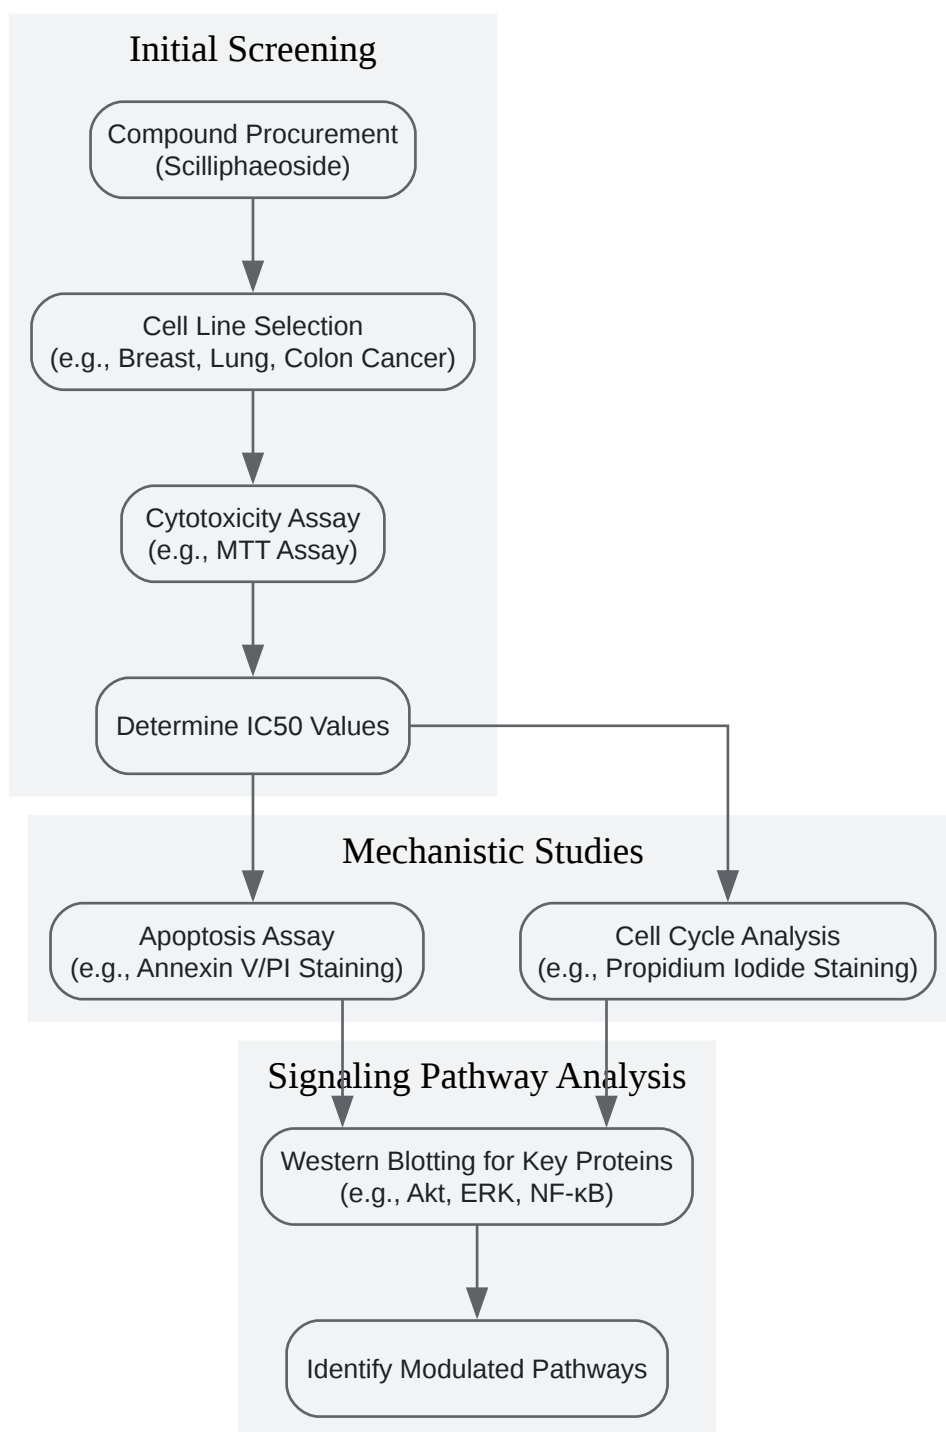 Initial Screening
Compound Procurement
(Scilliphaeoside)
Cell Line Selection
(e.g., Breast, Lung, Colon Cancer)
Cytotoxicity Assay
(e.g., MTT Assay)
Determine IC50 Values
Mechanistic Studies
Apoptosis Assay
(e.g., Annexin V/PI Staining)
Cell Cycle Analysis
(e.g., Propidium Iodide Staining)
Signaling Pathway Analysis
Western Blotting for Key Proteins
(e.g., Akt, ERK, NF-κB)
Identify Modulated Pathways